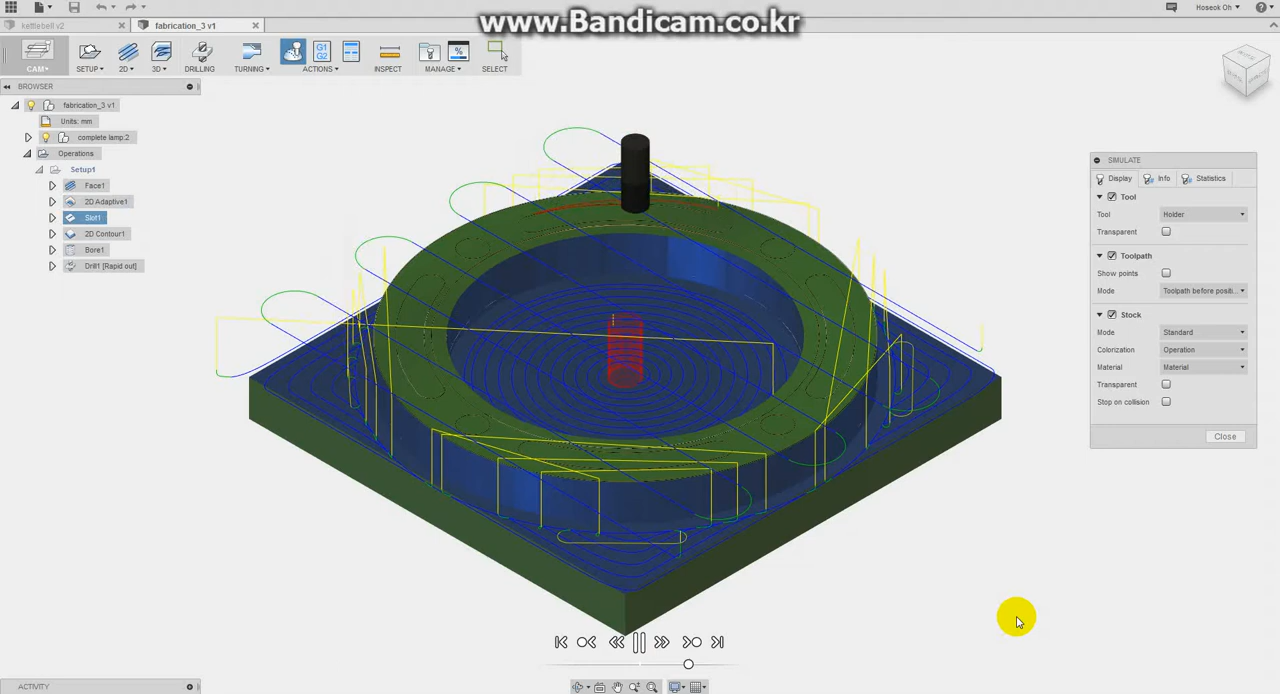 www.Bandicam.co.kr
Hoseok Oh
kettlebell v2
fabrication_3 v1
CAM
SETUP
2D
3D
DRILLING
TURNING
G1
G2
ACTIONS
INSPECT
%
MANAGE
SELECT
BROWSER
fabrication_3 v1
Units: mm
complete lamp:2
Operations
Setup1
Face1
2D Adaptive1
Slot1
2D Contour1
Bore1
Drill1 [Rapid out]
SIMULATE
Display
Info
Statistics
Tool
Tool
Holder
Transparent
Toolpath
Show points
Mode
Toolpath before positi...
Stock
Mode
Standard
Colorization
Operation
Material
Material
Transparent
Stop on collision
Close
ACTIVITY